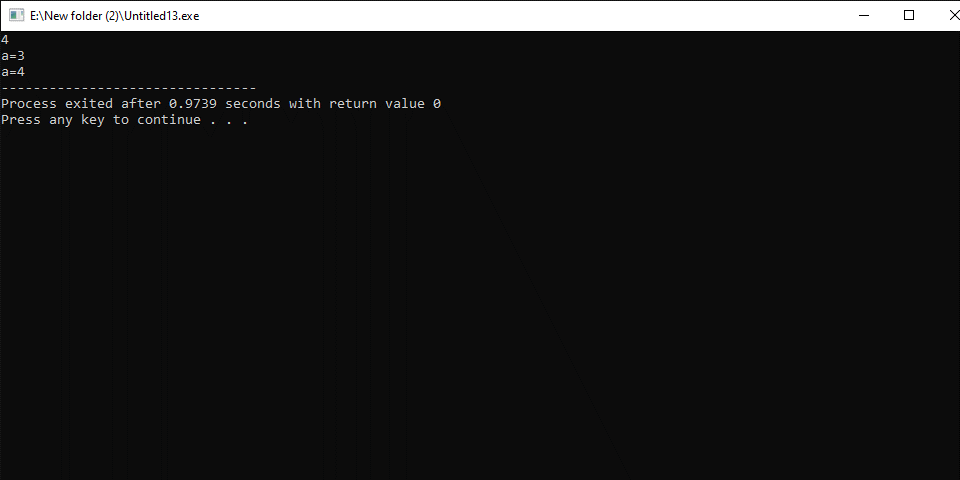 E:\New folder (2)\Untitled13.exe
4
a=3
a=4
--------------------------------
Process exited after 0.9739 seconds with return value 0
Press any key to continue . . .